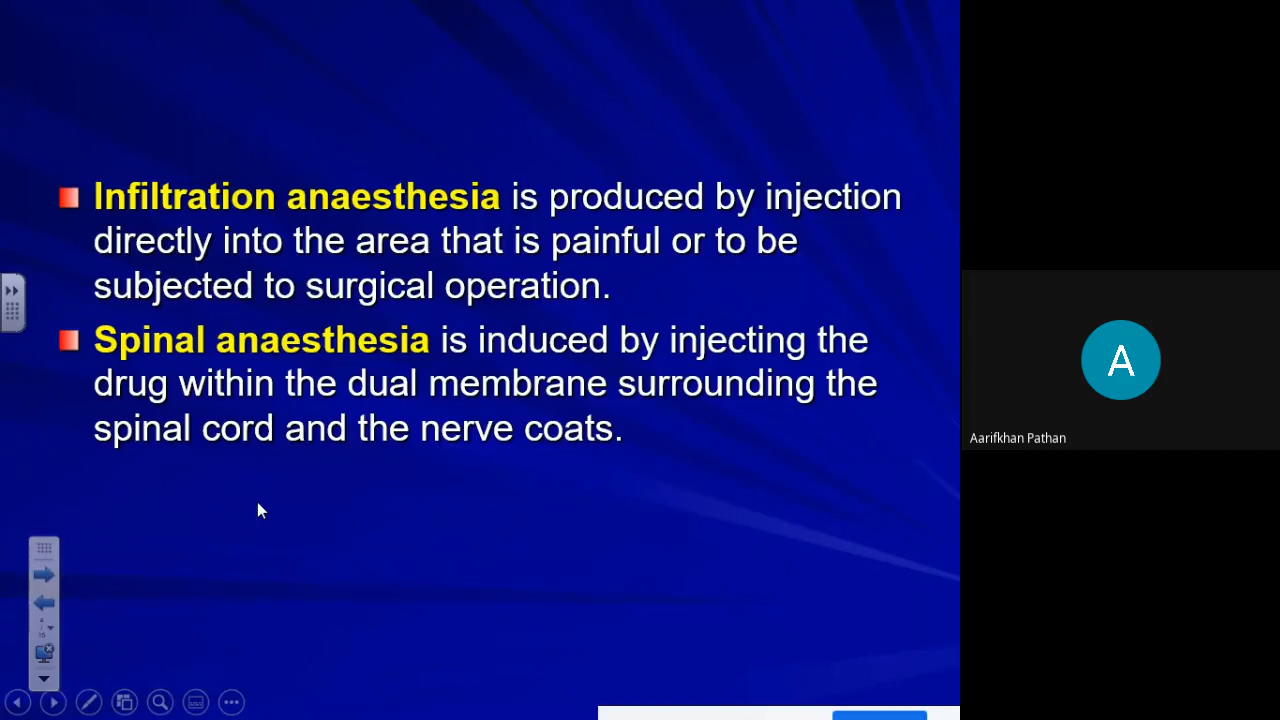 Infiltration anaesthesia is produced by injection
directly into the area that is painful or to be
subjected to surgical operation.
Spinal anaesthesia is induced by injecting the
drug within the dual membrane surrounding the
spinal cord and the nerve coats.
A
Aarifkhan Pathan